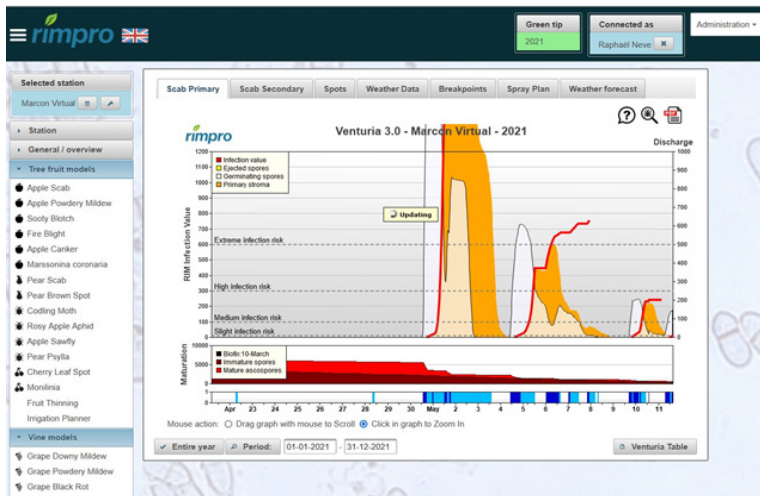 rimpro
Green tip
2021
Connected as
Raphaël Neve
Administration
Selected station
Marcon Virtual
Station
General / overview
Tree fruit models
Apple Scab
Apple Powdery Mildew
Sooty Blotch
Fire Blight
Apple Canker
Marssonina coronaria
Pear Scab
Pear Brown Spot
Codling Moth
Rosy Apple Aphid
Apple Sawfly
Pear Psylla
Cherry Leaf Spot
Monilinia
Fruit Thinning
Irrigation Planner
Vine models
Grape Downy Mildew
Grape Powdery Mildew
Grape Black Rot
Scab Primary Scab Secondary Spots Weather Data Breakpoints Spray Plan Weather forecast
rimpro
Venturia 3.0 - Marcon Virtual - 2021
Discharge
RIM Infection Value
1200
1100
1000
900
800
700
600
500
400
300
200
100
0
Infection value
Ejected spores
Germinating spores
Primary stroma
Updating
Extreme infection risk
High infection risk
Medium infection risk
Slight infection risk
1000
900
800
700
600
500
400
300
200
100
0
Maturation
10000
5000
0
Biofix:10-March
Immature spores
Mature ascospores
1
0
Apr 23 24 25 26 27 28 29 30 May 2 3 4 5 6 7 8 9 10 11
Mouse action: Drag graph with mouse to Scroll Click in graph to Zoom In
Entire year Period: 01-01-2021 - 31-12-2021 Venturia Table